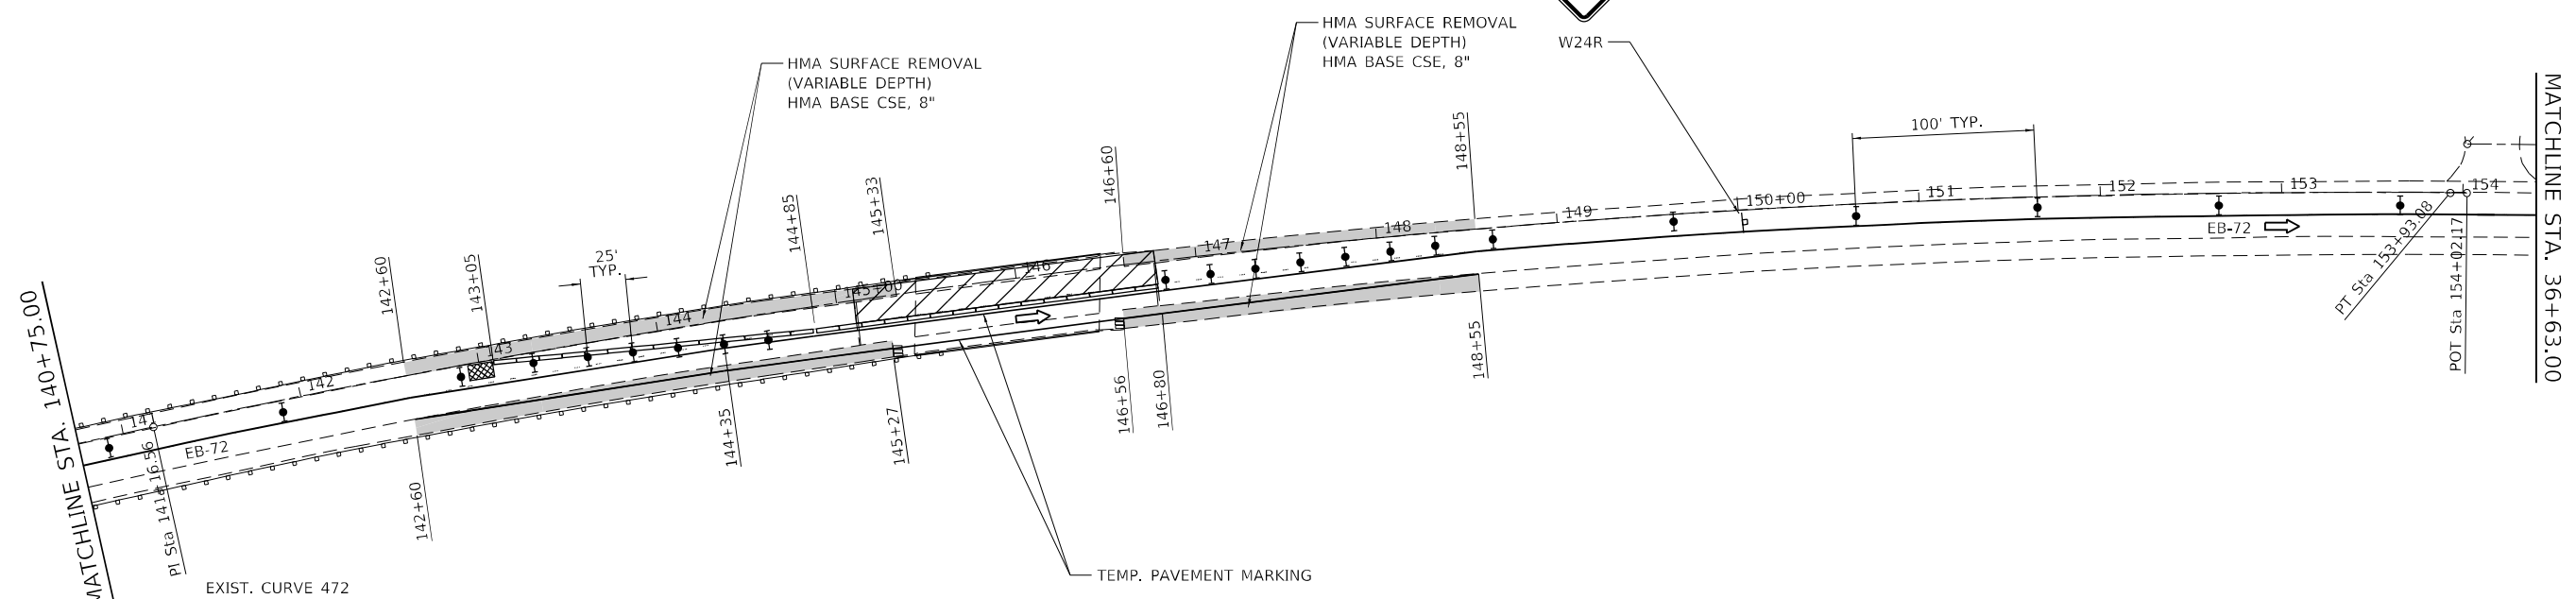 HMA SURFACE REMOVAL
(VARIABLE DEPTH)
HMA BASE CSE, 8"
HMA SURFACE REMOVAL
(VARIABLE DEPTH)
HMA BASE CSE, 8"
W24R
100' TYP.
25'
TYP.
MATCHLINE STA. 140+75.00
142+60
143+05
144+85
145+33
146+60
148+55
141
142
143
144
145+00
146
147
148
149
150+00
151
152
153
154
EB-72
EB-72
PI Sta 141+16.56
142+60
144+35
145+27
146+56
146+80
148+55
PT Sta 153+93.08
POT Sta 154+02.17
MATCHLINE STA. 36+63.00
TEMP. PAVEMENT MARKING
EXIST. CURVE 472